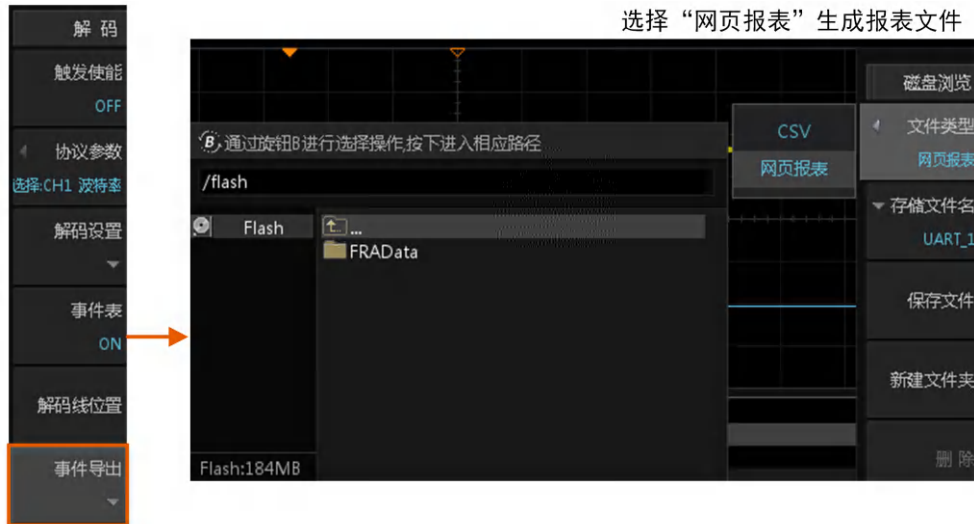 选择“网页报表”生成报表文件
解 码
触发使能
OFF
协议参数
选择:CH1 波特率
解码设置
事件表
ON
解码线位置
事件导出
B 通过旋钮B进行选择操作,按下进入相应路径
/flash
Flash
...
FRAData
Flash:184MB
CSV
网页报表
磁盘浏览
文件类型
网页报表
存储文件名
UART_1
保存文件
新建文件夹
删 除